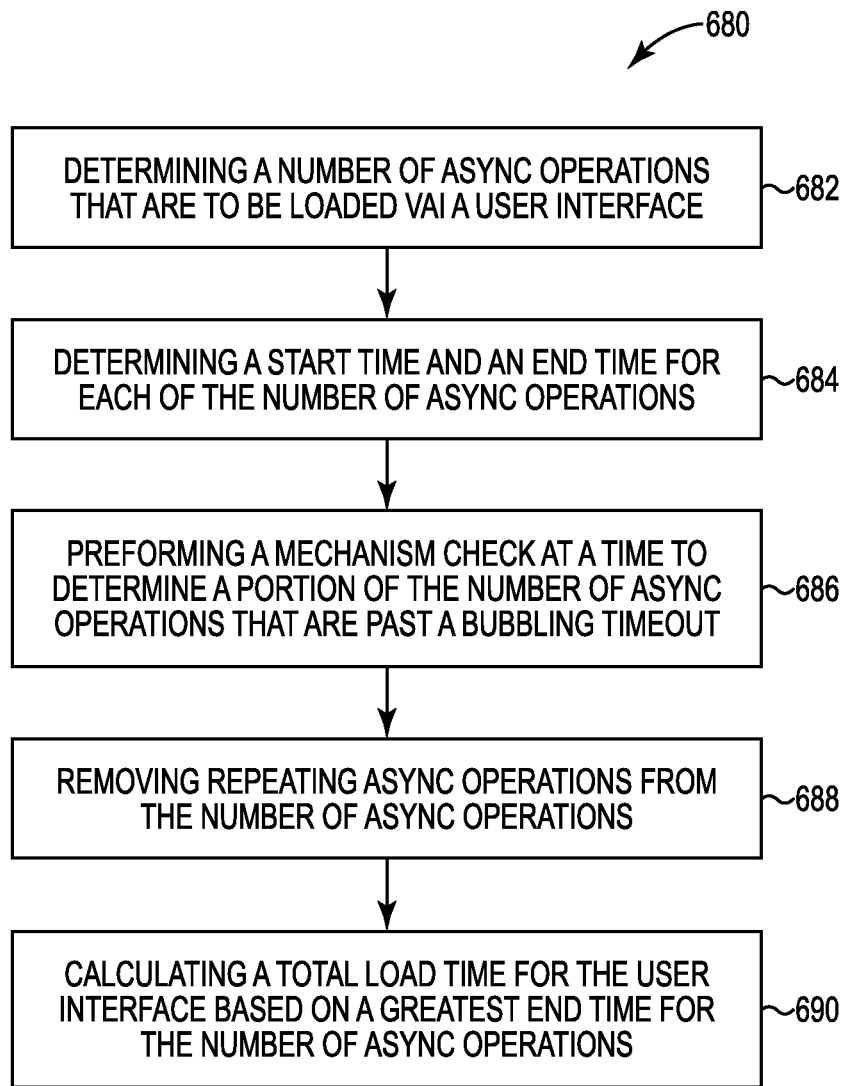 680
DETERMINING A NUMBER OF ASYNC OPERATIONS
THAT ARE TO BE LOADED VAI A USER INTERFACE
682
DETERMINING A START TIME AND AN END TIME FOR
EACH OF THE NUMBER OF ASYNC OPERATIONS
684
PREFORMING A MECHANISM CHECK AT A TIME TO
DETERMINE A PORTION OF THE NUMBER OF ASYNC
OPERATIONS THAT ARE PAST A BUBBLING TIMEOUT
686
REMOVING REPEATING ASYNC OPERATIONS FROM
THE NUMBER OF ASYNC OPERATIONS
688
CALCULATING A TOTAL LOAD TIME FOR THE USER
INTERFACE BASED ON A GREATEST END TIME FOR
THE NUMBER OF ASYNC OPERATIONS
690